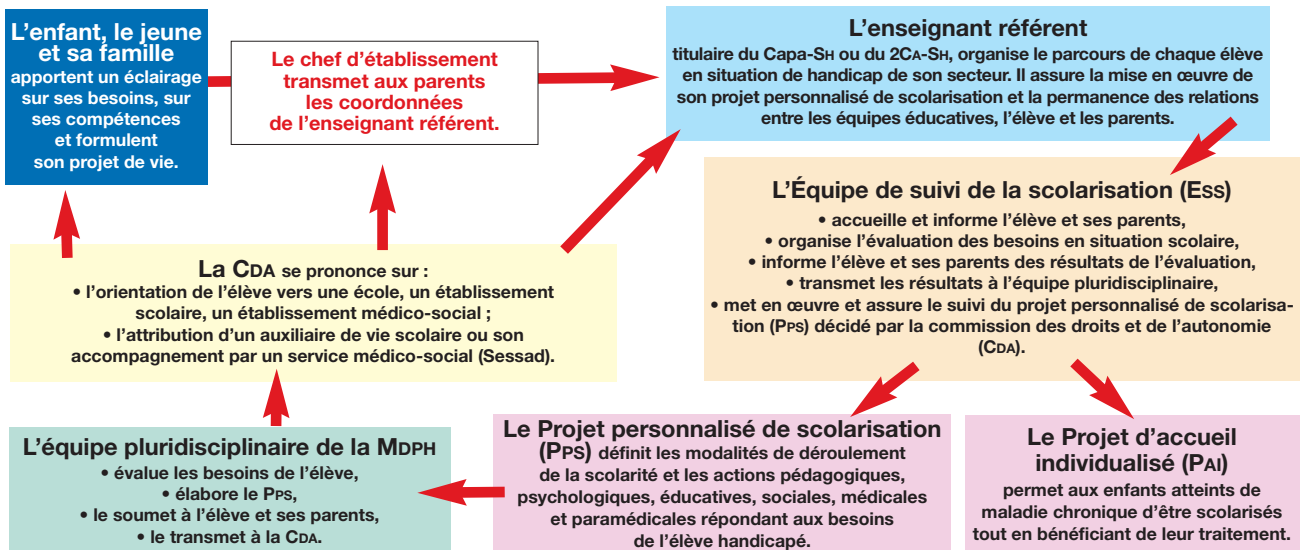 L'enfant, le jeune
et sa famille
apportent un éclairage
sur ses besoins, sur
ses compétences
et formulent
son projet de vie.
Le chef d'établissement
transmet aux parents
les coordonnées
de l'enseignant référent.
L'enseignant référent
titulaire du Capa-SH ou du 2CA-SH, organise le parcours de chaque élève
en situation de handicap de son secteur. Il assure la mise en œuvre de
son projet personnalisé de scolarisation et la permanence des relations
entre les équipes éducatives, l'élève et les parents.
L'Équipe de suivi de la scolarisation (ESS)
• accueille et informe l'élève et ses parents,
• organise l'évaluation des besoins en situation scolaire,
• informe l'élève et ses parents des résultats de l'évaluation,
• transmet les résultats à l'équipe pluridisciplinaire,
• met en œuvre et assure le suivi du projet personnalisé de scolarisa-
tion (PPS) décidé par la commission des droits et de l'autonomie
(CDA).
La CDA se prononce sur :
• l'orientation de l'élève vers une école, un établissement
scolaire, un établissement médico-social ;
• l'attribution d'un auxiliaire de vie scolaire ou son
accompagnement par un service médico-social (Sessad).
L'équipe pluridisciplinaire de la MDPH
• évalue les besoins de l'élève,
• élabore le PPS,
• le soumet à l'élève et ses parents,
• le transmet à la CDA.
Le Projet personnalisé de scolarisation
(PPS) définit les modalités de déroulement
de la scolarité et les actions pédagogiques,
psychologiques, éducatives, sociales, médicales
et paramédicales répondant aux besoins
de l'élève handicapé.
Le Projet d'accueil
individualisé (PAI)
permet aux enfants atteints de
maladie chronique d'être scolarisés
tout en bénéficiant de leur traitement.